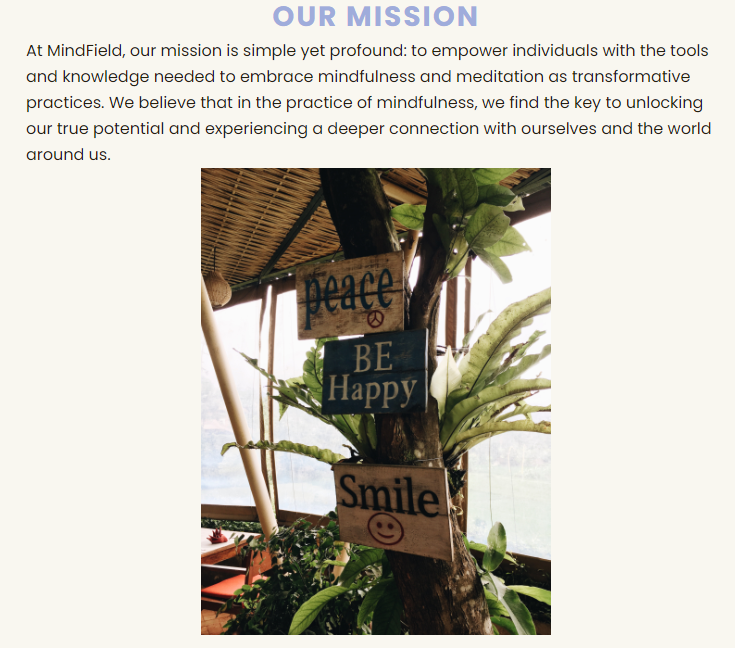 OUR MISSION
At MindField, our mission is simple yet profound: to empower individuals with the tools
and knowledge needed to embrace mindfulness and meditation as transformative
practices. We believe that in the practice of mindfulness, we find the key to unlocking
our true potential and experiencing a deeper connection with ourselves and the world
around us.
peace
BE
Happy
Smile